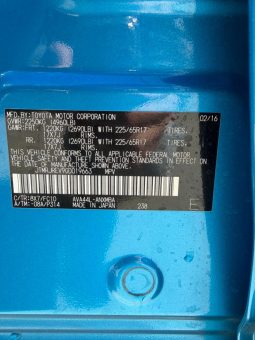 MFD. BY: TOYOTA MOTOR CORPORATION 02/16
GVWR: 2250KG (4960LB)
GAWR: FRT. 1220KG (2690LB) WITH 225/65R17 TIRES,
17X7J RIMS,
RR. 1220KG (2690LB) WITH 225/65R17 TIRES,
17X7J RIMS,
THIS VEHICLE CONFORMS TO ALL APPLICABLE
FEDERAL MOTOR VEHICLE SAFETY, BUMPER, AND
THEFT PREVENTION STANDARDS IN EFFECT ON THE
DATE OF MANUFACTURE SHOWN ABOVE.
MPV
C/TR: 8X7/FC10 AVA44L-ANXMBA
A/TM: -08A/P314 MADE IN JAPAN 238 E